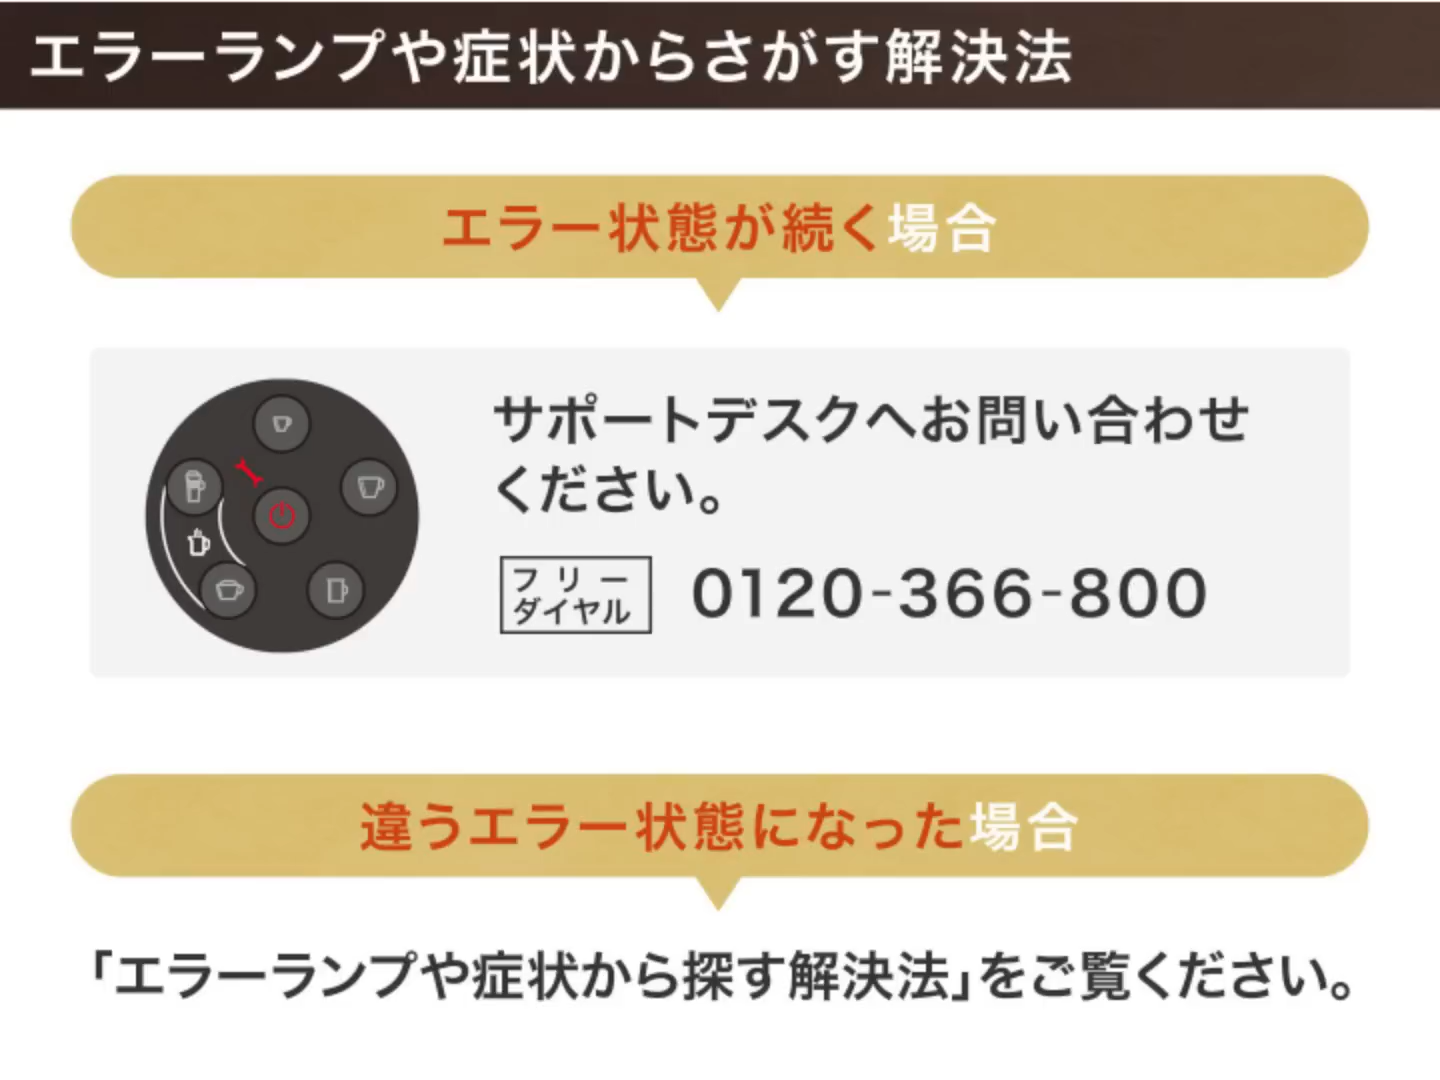 エラーランプや症状からさがす解決法
エラー状態が続く場合
サポートデスクへお問い合わせ
ください。
フリー
ダイヤル
0120-366-800
違うエラー状態になった場合
「エラーランプや症状から探す解決法」をご覧ください。